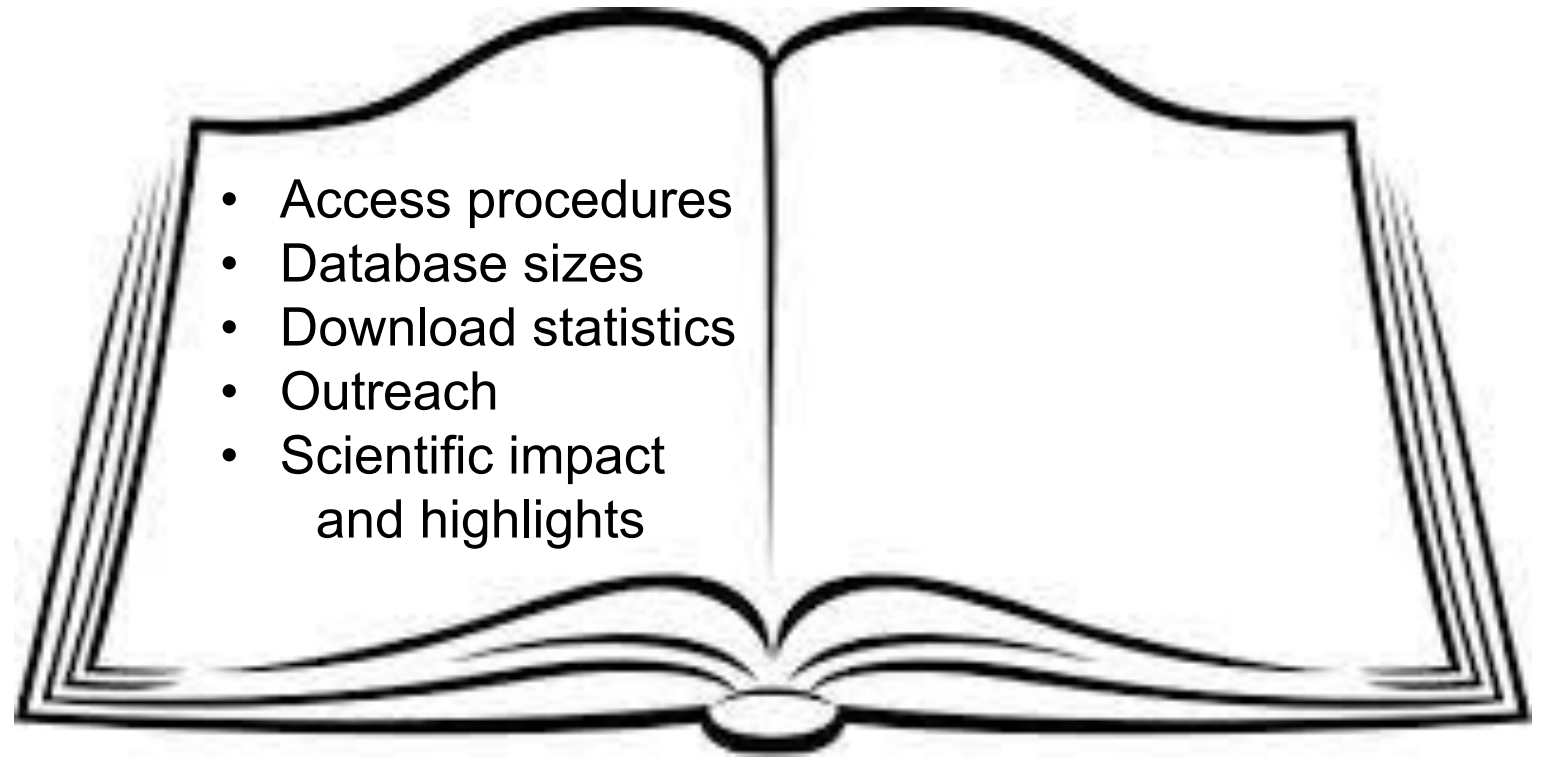 • Access procedures
• Database sizes
• Download statistics
• Outreach
• Scientific impact
and highlights